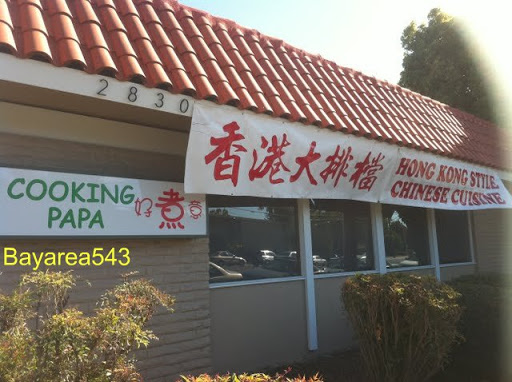 2830
香港大排檔
HONG KONG STYLE
CHINESE CUISINE
COOKING
PAPA
好煮意
Bayarea543